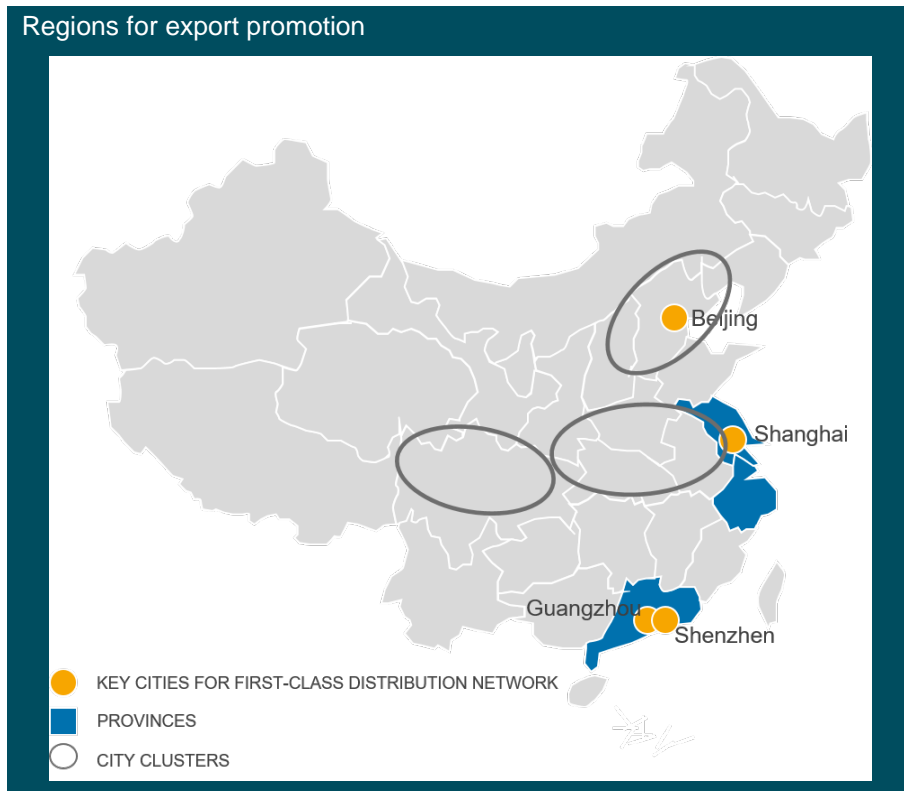 Regions for export promotion
Beijing
Shanghai
Guangzhou
Shenzhen
KEY CITIES FOR FIRST-CLASS DISTRIBUTION NETWORK
PROVINCES
CITY CLUSTERS